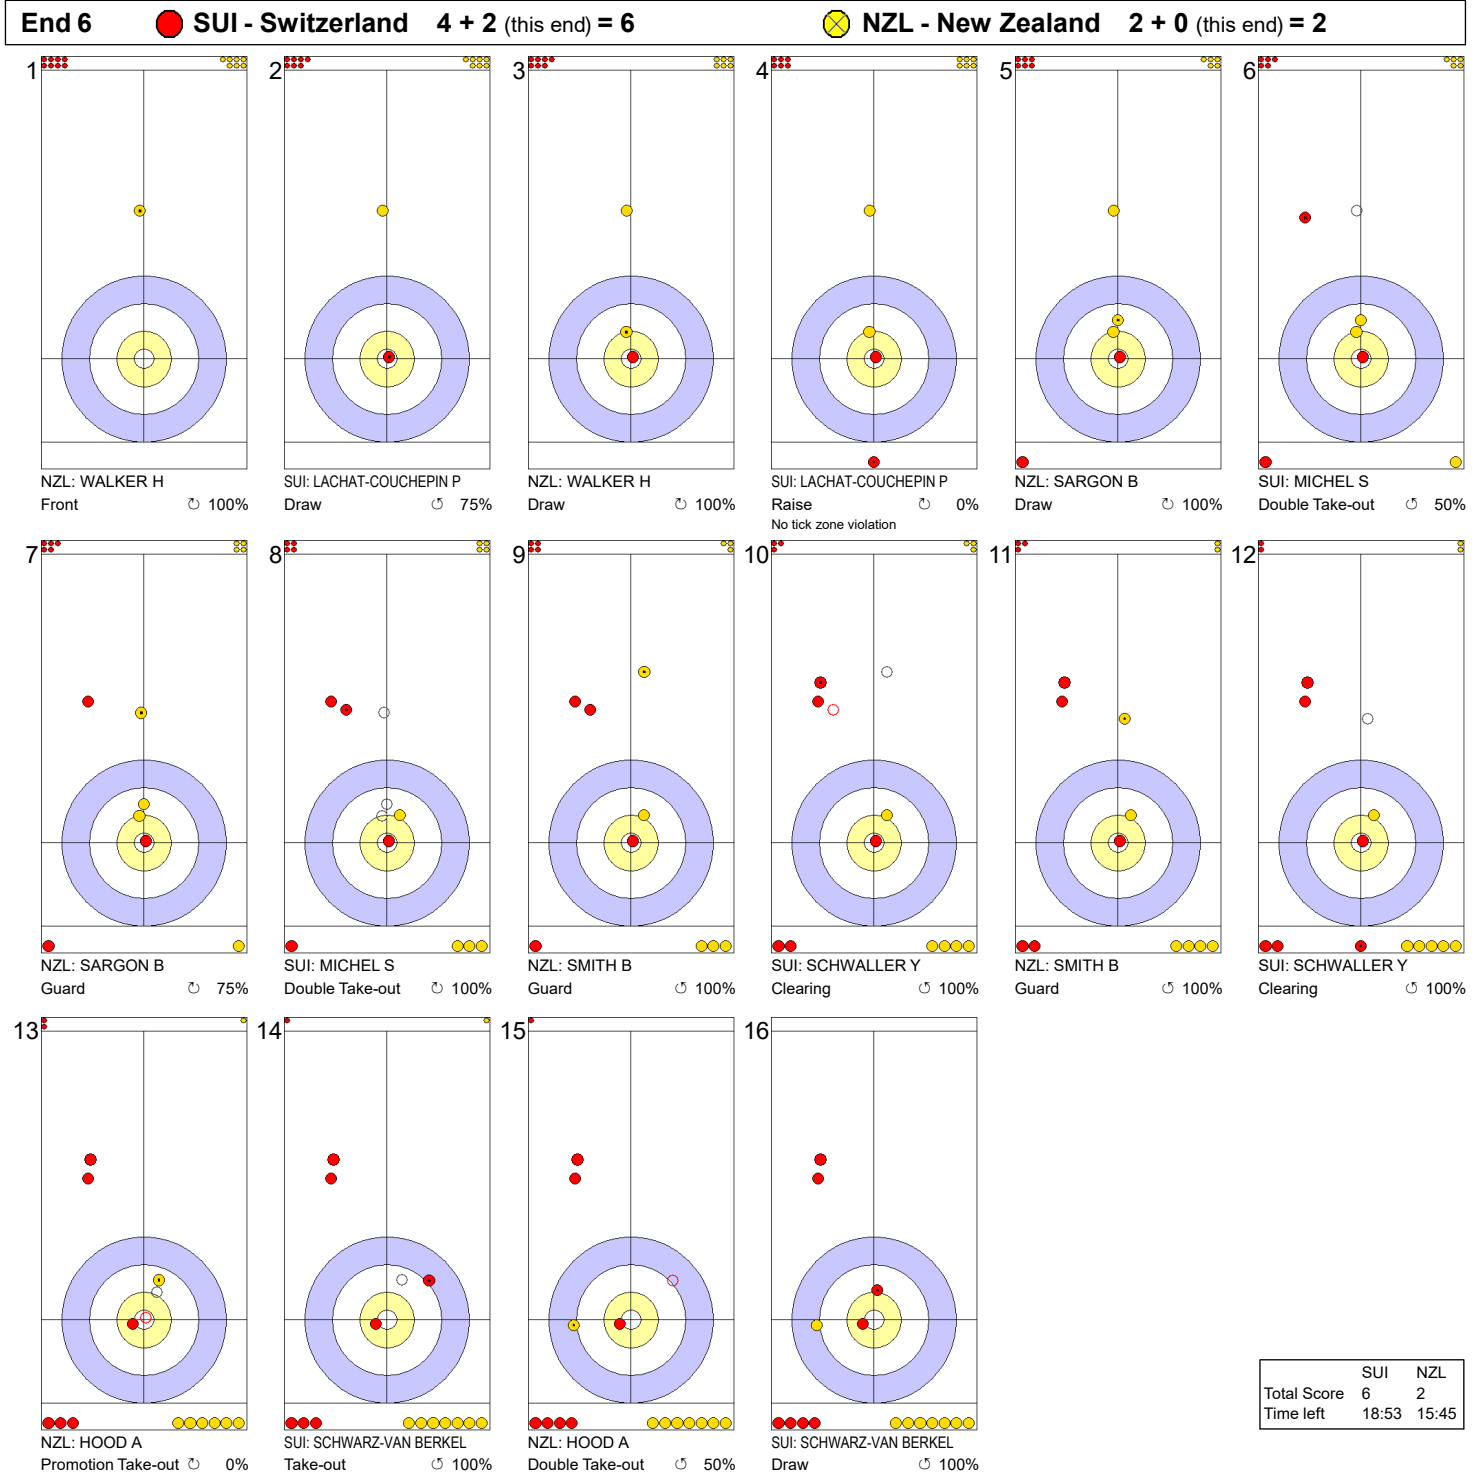 End 6 SUI - Switzerland 4 + 2 (this end) = 6 NZL - New Zealand 2 + 0 (this end) = 2
1 2 3 4 5 6
NZL: WALKER H SUI: LACHAT-COUCHEPIN P NZL: WALKER H SUI: LACHAT-COUCHEPIN P NZL: SARGON B SUI: MICHEL S
Front ↻ 100% Draw ↺ 75% Draw ↻ 100% Raise ↻ 0% Draw ↻ 100% Double Take-out ↺ 50%
No tick zone violation
7 8 9 10 11 12
NZL: SARGON B SUI: MICHEL S NZL: SMITH B SUI: SCHWALLER Y NZL: SMITH B SUI: SCHWALLER Y
Guard ↻ 75% Double Take-out ↺ 100% Guard ↻ 100% Clearing ↺ 100% Guard ↺ 100% Clearing ↺ 100%
13 14 15 16
NZL: HOOD A SUI: SCHWARZ-VAN BERKEL NZL: HOOD A SUI: SCHWARZ-VAN BERKEL
Promotion Take-out ↻ 0% Take-out ↺ 100% Double Take-out ↺ 50% Draw ↺ 100%
SUI NZL
Total Score 6 2
Time left 18:53 15:45